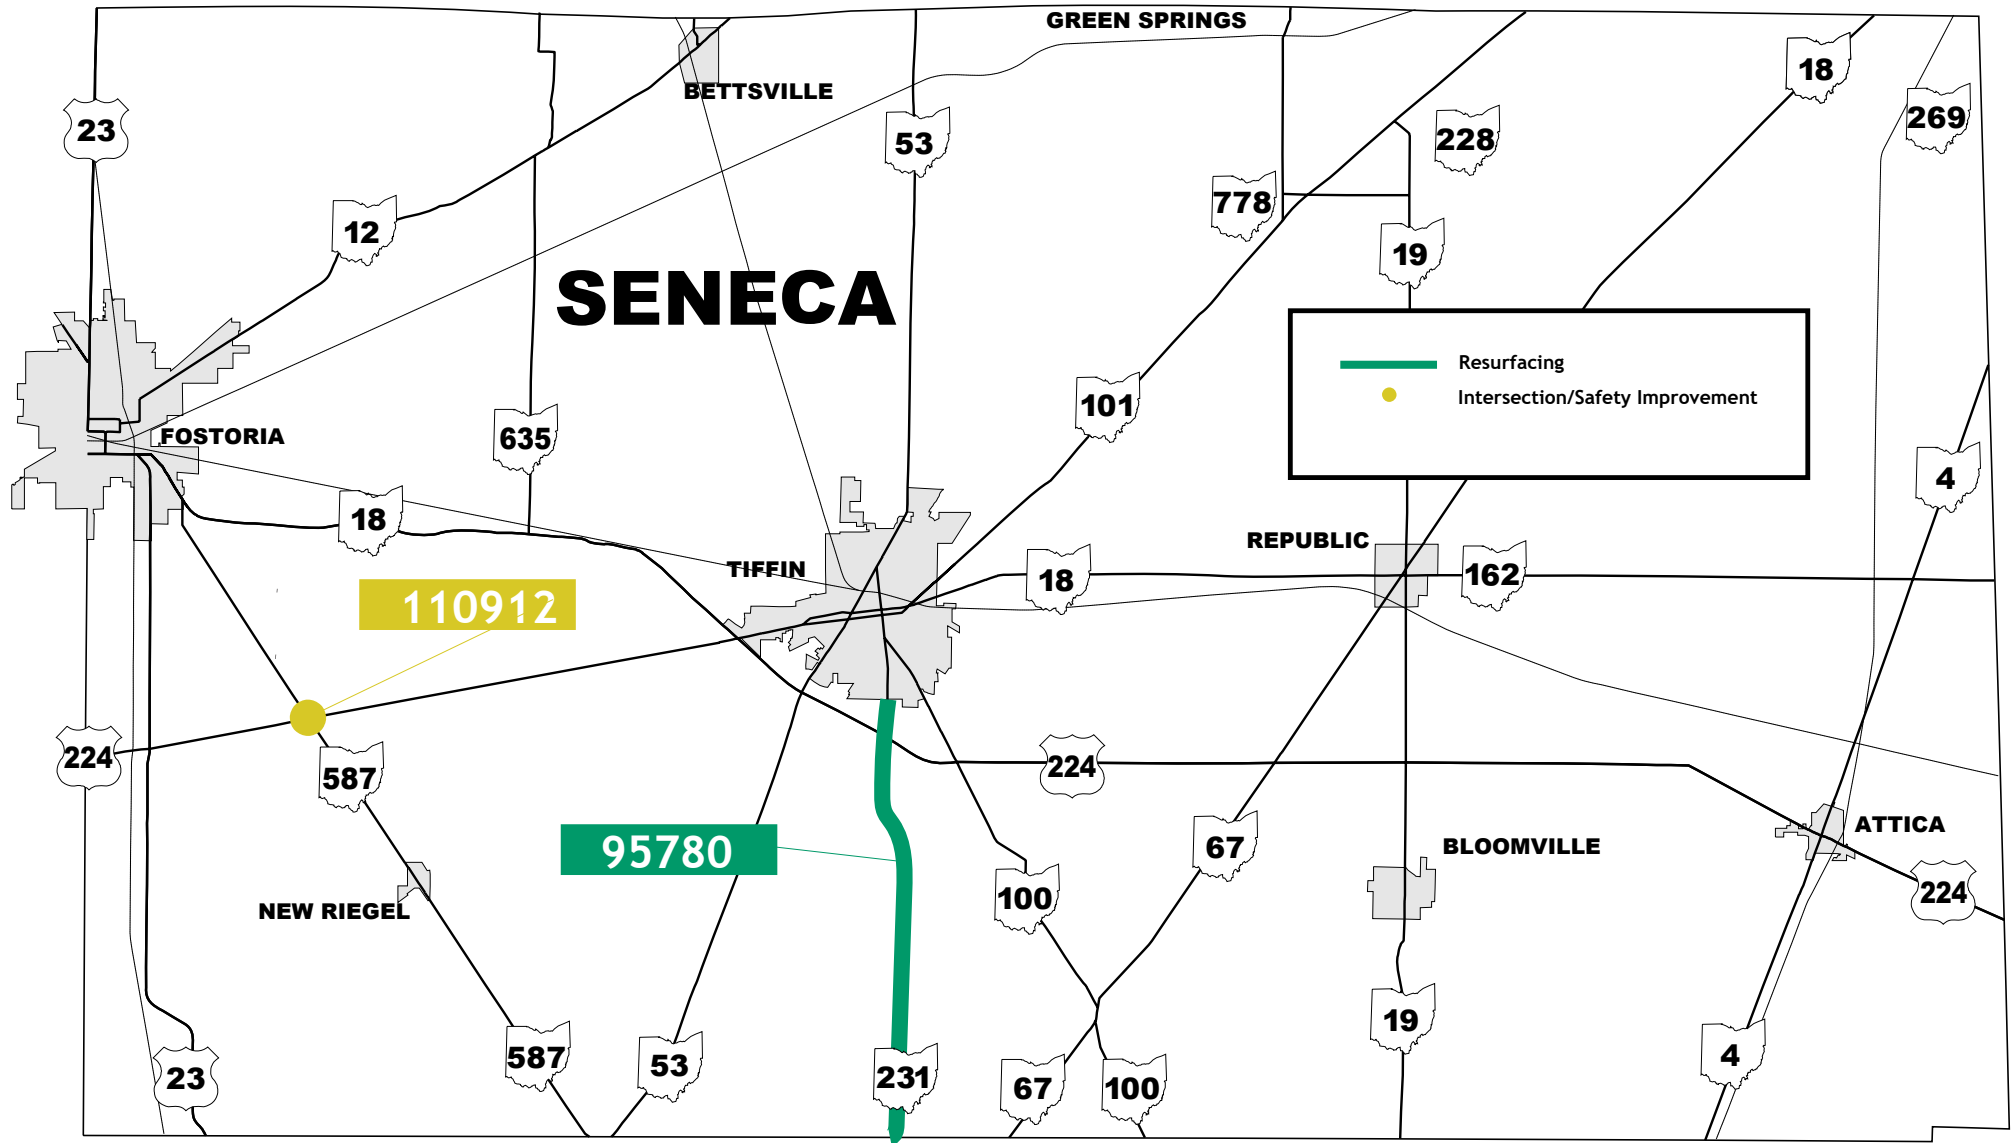 GREEN SPRINGS
18
BETTSVILLE
269
23
53
228
778
12
19
SENECA
Resurfacing
Intersection/Safety Improvement
101
FOSTORIA
635
4
18
REPUBLIC
TIFFIN
18
162
110912
224
587
224
95780
67
BLOOMVILLE
ATTICA
224
100
NEW RIEGEL
19
587
53
231
67
100
4
23